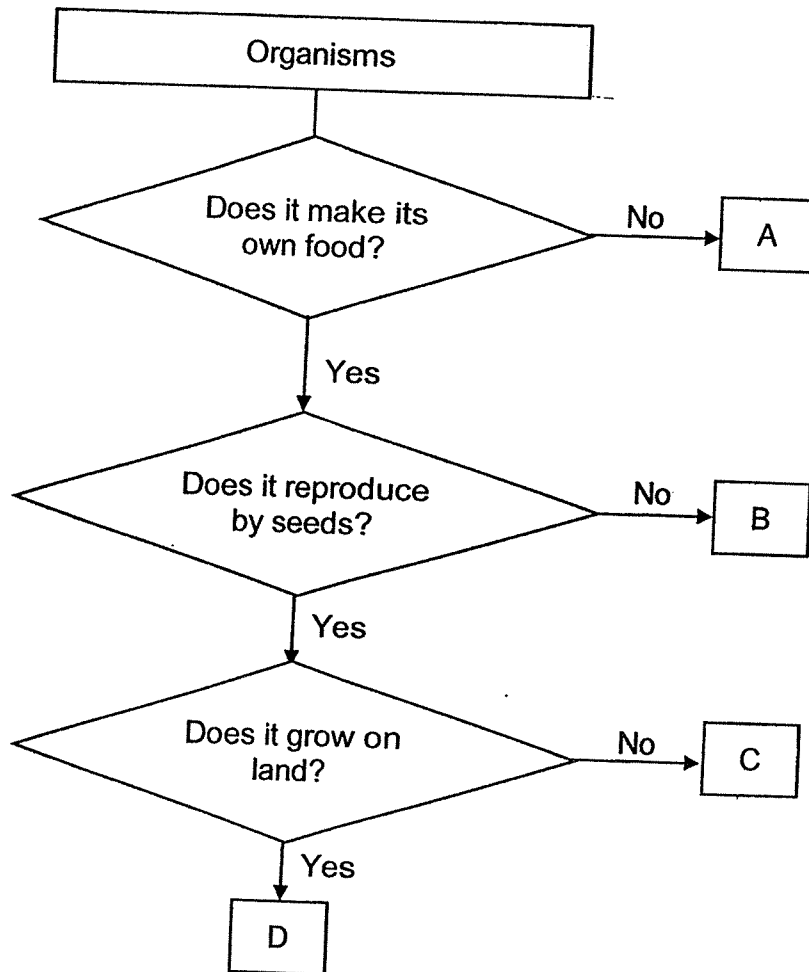 Organisms
Does it make its
own food?
No
A
Yes
Does it reproduce
by seeds?
No
B
Yes
Does it grow on
land?
No
C
Yes
D